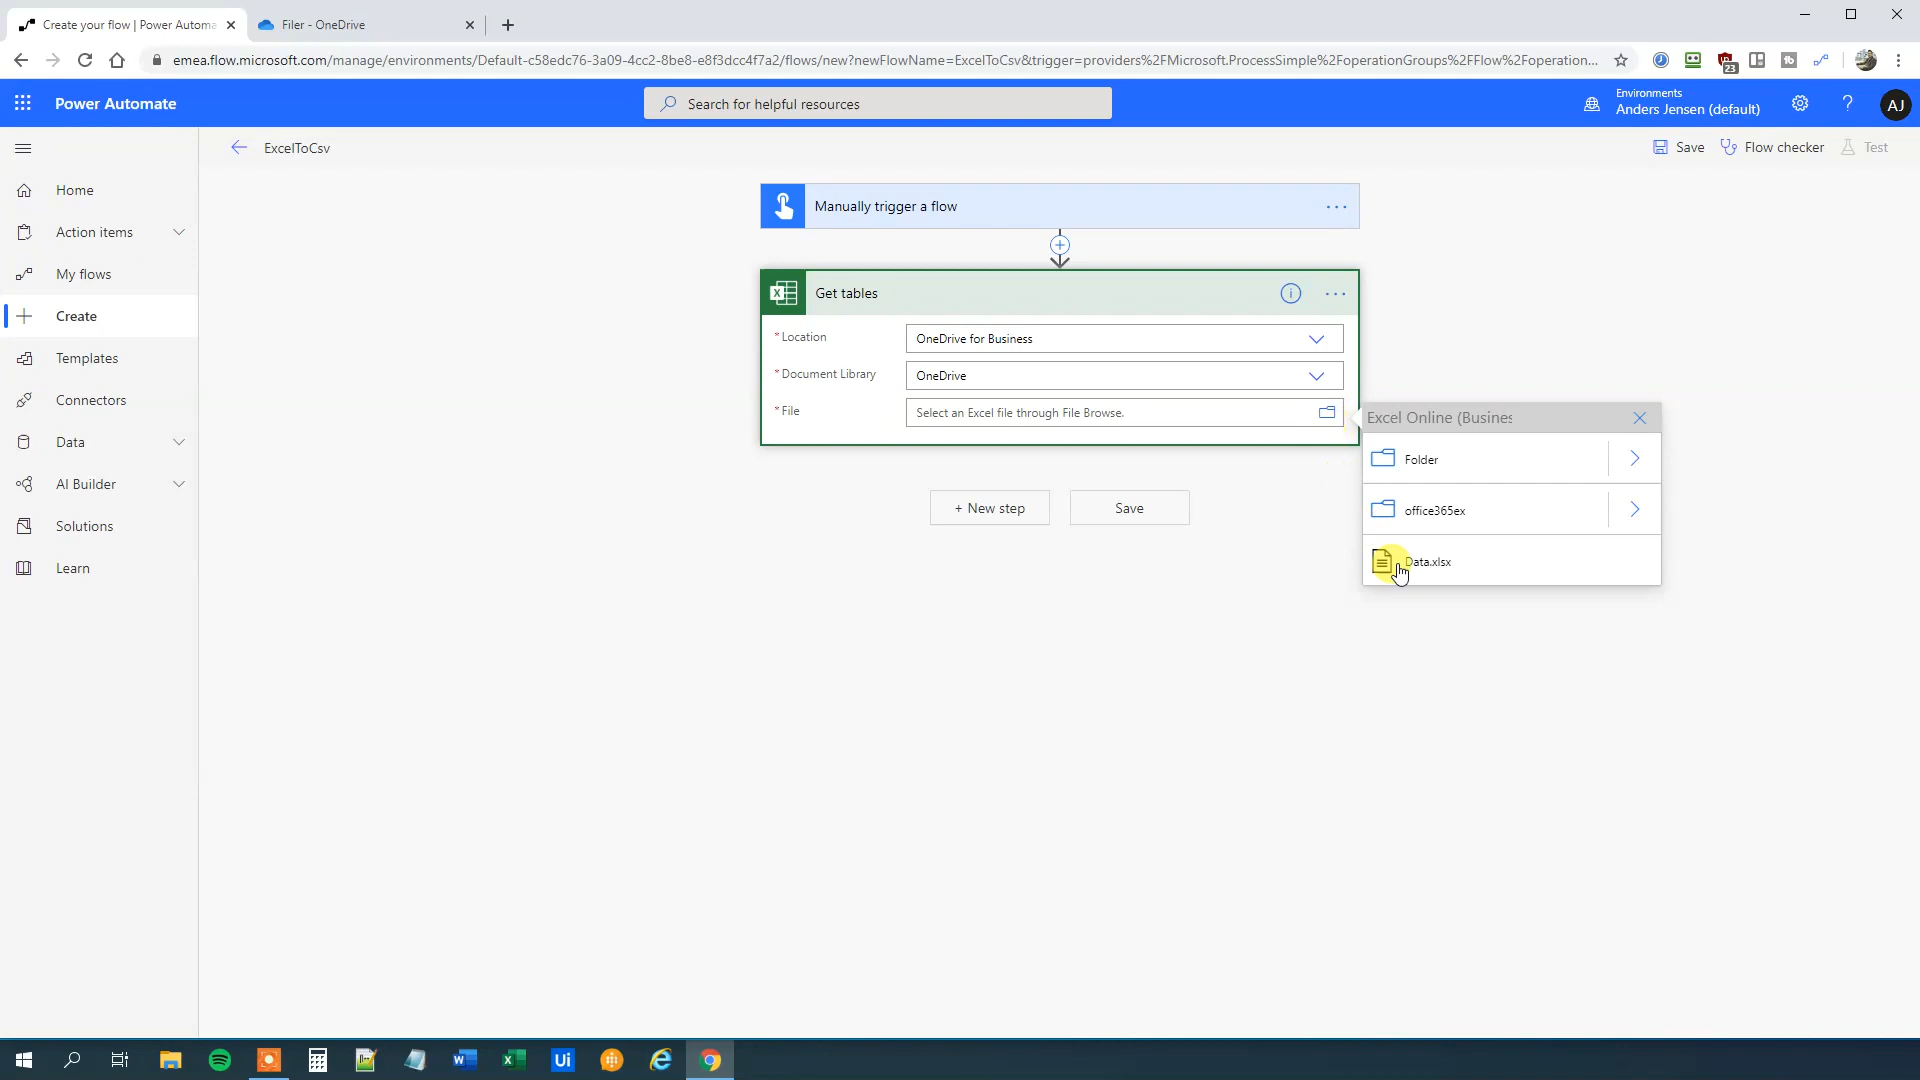 Create your flow | Power Automa
Filer - OneDrive
emea.flow.microsoft.com/manage/environments/Default-c58edc76-3a09-4cc2-8be8-e8f3dcc4f7a2/flows/new?newFlowName=ExcelToCsv&trigger=providers%2FMicrosoft.ProcessSimple%2FoperationGroups%2FFlow%2Foperation...
23
Power Automate
Search for helpful resources
Environments
Anders Jensen (default)
?
AJ
ExcelToCsv
Save
Flow checker
Test
Home
Action items
My flows
Create
Templates
Connectors
Data
AI Builder
Solutions
Learn
Manually trigger a flow
Get tables
* Location
OneDrive for Business
* Document Library
OneDrive
* File
Select an Excel file through File Browse.
+ New step
Save
Excel Online (Busines
Folder
office365ex
Data.xlsx
Ui